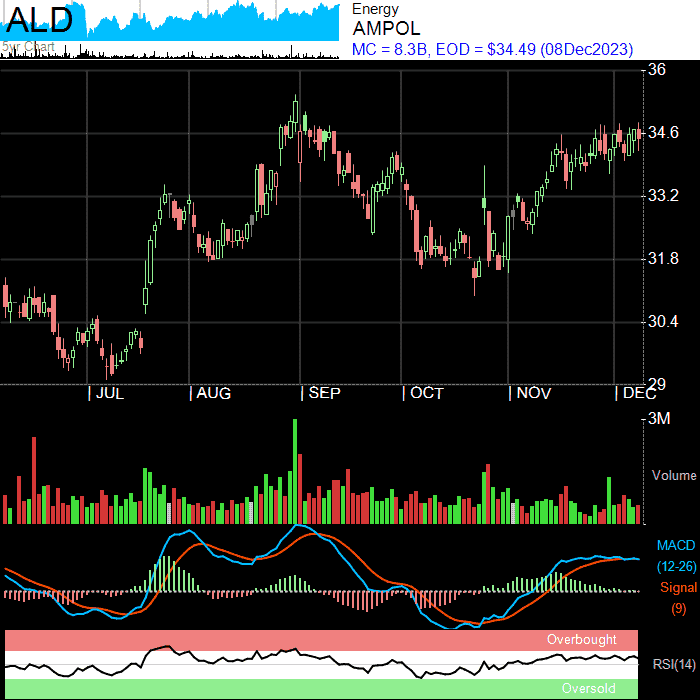 ALD
5yr Chart
Energy
AMPOL
MC = 8.3B, EOD = $34.49 (08Dec2023)
36
34.6
33.2
31.8
30.4
29
JUL AUG SEP OCT NOV DEC
3M
Volume
MACD
(12-26)
Signal
(9)
Overbought
RSI(14)
Oversold